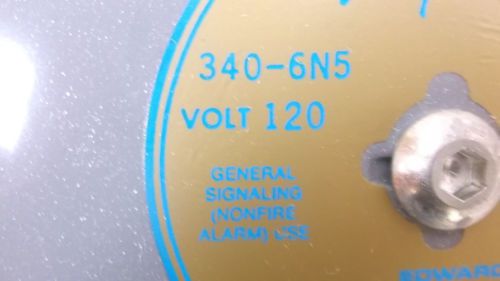 340-6N5
VOLT 120
GENERAL
SIGNALING
(NONFIRE
ALARM) USE